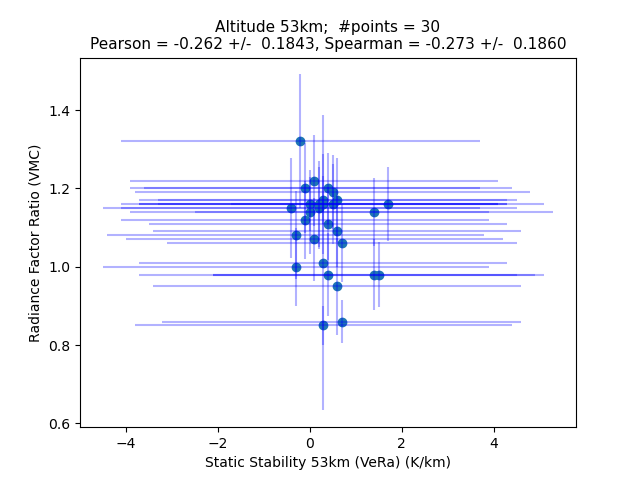 Altitude 53km;  #points = 30
Pearson = -0.262 +/-  0.1843, Spearman = -0.273 +/-  0.1860
1.4
1.2
1.0
0.8
0.6
Radiance Factor Ratio (VMC)
−4 −2 0 2 4
Static Stability 53km (VeRa) (K/km)